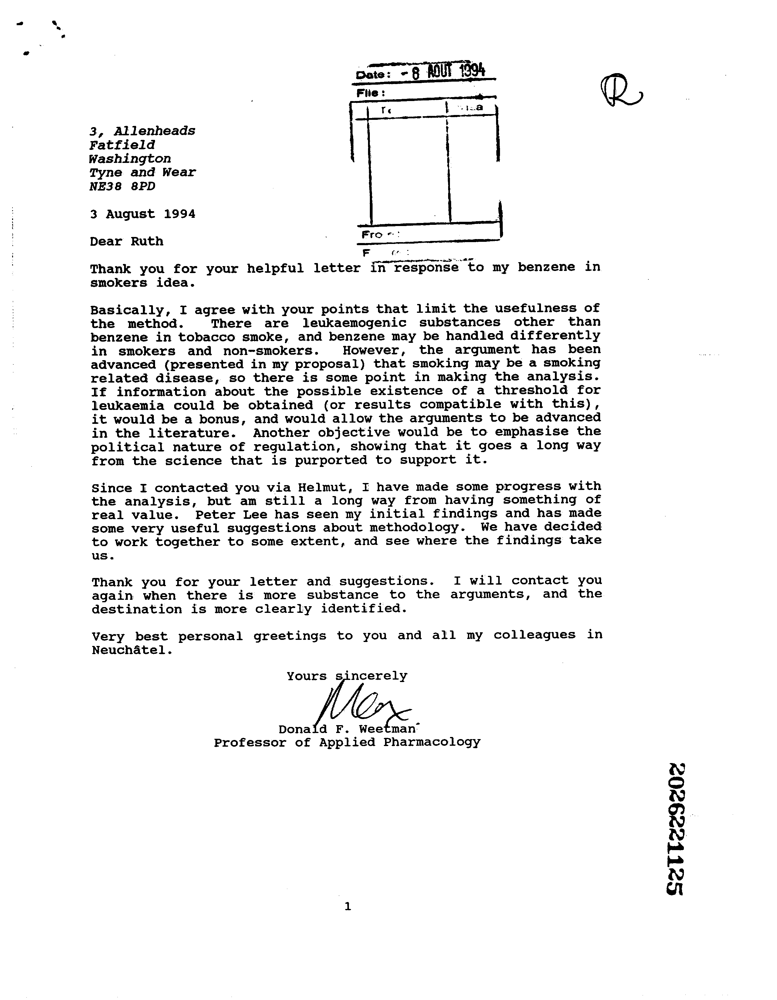 Date: - 8 AOUT 1994
File:
R
3, Allenheads
Fatfield
Washington
Tyne and Wear
NE38 8PD
3 August 1994
Dear Ruth
Thank you for your helpful letter in response to my benzene in
smokers idea.
Basically, I agree with your points that limit the usefulness of
the method. There are leukaemogenic substances other than
benzene in tobacco smoke, and benzene may be handled differently
in smokers and non-smokers. However, the argument has been
advanced (presented in my proposal) that smoking may be a smoking
related disease, so there is some point in making the analysis.
If information about the possible existence of a threshold for
leukaemia could be obtained (or results compatible with this),
it would be a bonus, and would allow the arguments to be advanced
in the literature. Another objective would be to emphasise the
political nature of regulation, showing that it goes a long way
from the science that is purported to support it.
Since I contacted you via Helmut, I have made some progress with
the analysis, but am still a long way from having something of
real value. Peter Lee has seen my initial findings and has made
some very useful suggestions about methodology. We have decided
to work together to some extent, and see where the findings take
us.
Thank you for your letter and suggestions. I will contact you
again when there is more substance to the arguments, and the
destination is more clearly identified.
Very best personal greetings to you and all my colleagues in
Neuchâtel.
Yours sincerely
Donald F. Weetman
Professor of Applied Pharmacology
2026221125
1